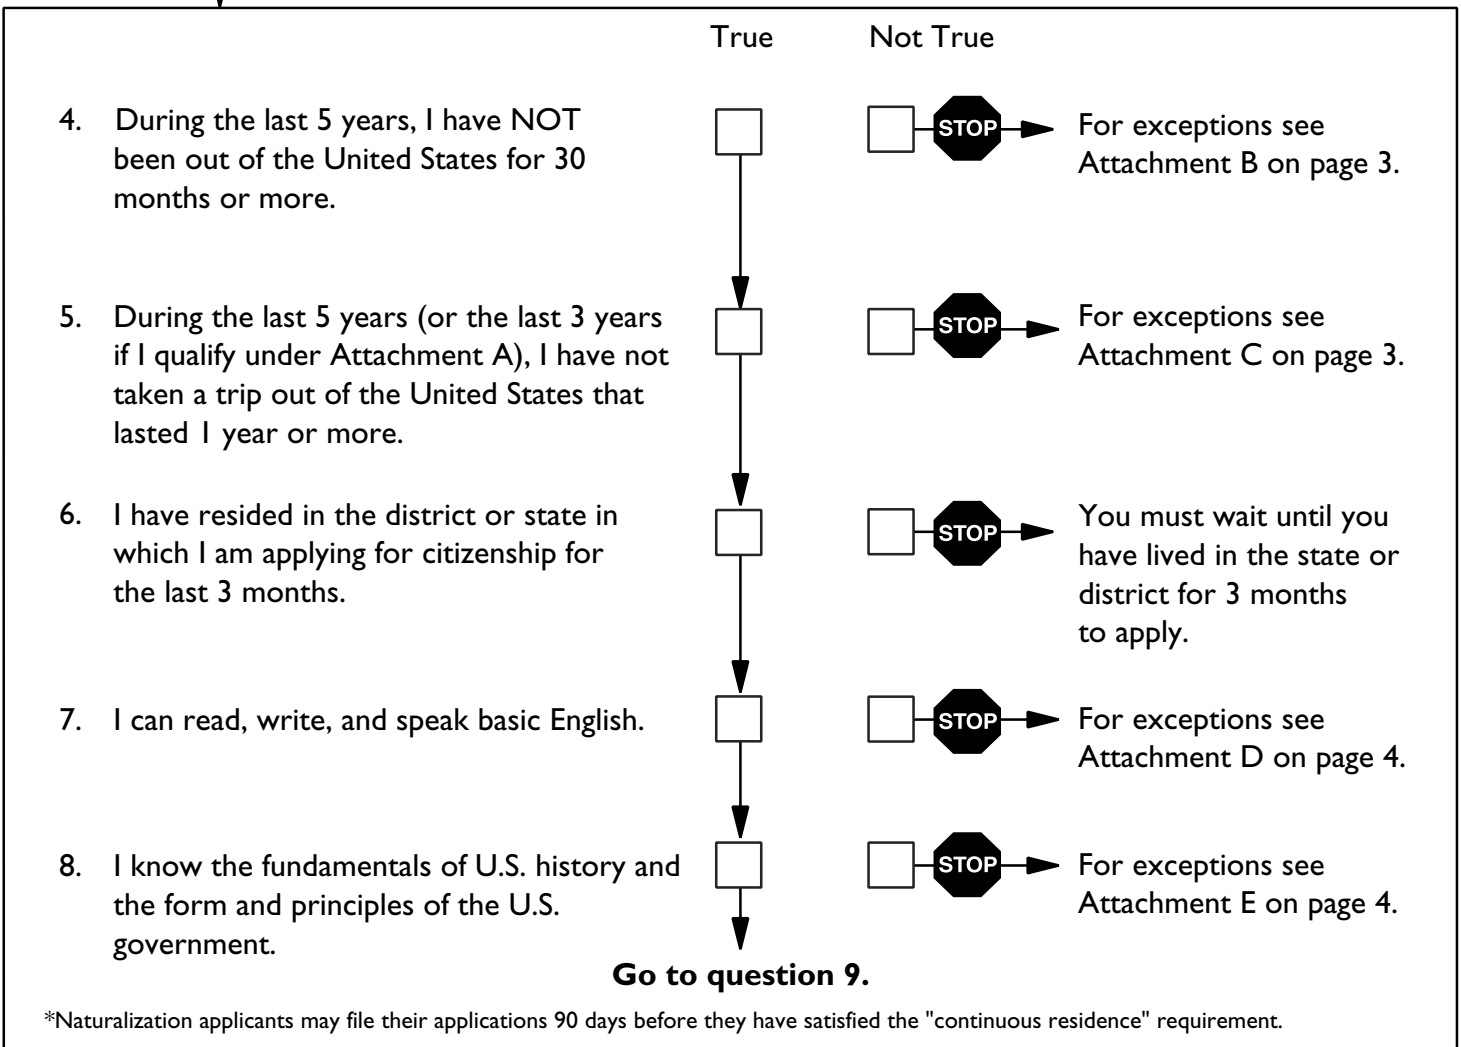 True Not True
4. During the last 5 years, I have NOT
been out of the United States for 30
months or more.
STOP
For exceptions see
Attachment B on page 3.
5. During the last 5 years (or the last 3 years
if I qualify under Attachment A), I have not
taken a trip out of the United States that
lasted 1 year or more.
STOP
For exceptions see
Attachment C on page 3.
6. I have resided in the district or state in
which I am applying for citizenship for
the last 3 months.
STOP
You must wait until you
have lived in the state or
district for 3 months
to apply.
7. I can read, write, and speak basic English.
STOP
For exceptions see
Attachment D on page 4.
8. I know the fundamentals of U.S. history and
the form and principles of the U.S.
government.
STOP
For exceptions see
Attachment E on page 4.
Go to question 9.
*Naturalization applicants may file their applications 90 days before they have satisfied the "continuous residence" requirement.